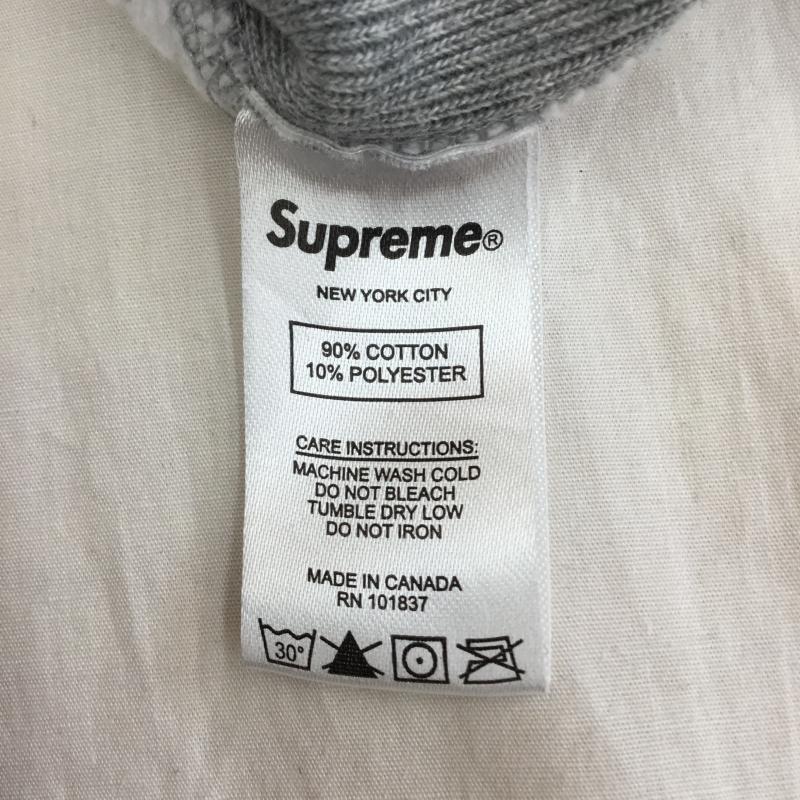 Supreme®
NEW YORK CITY
90% COTTON
10% POLYESTER
CARE INSTRUCTIONS:
MACHINE WASH COLD
DO NOT BLEACH
TUMBLE DRY LOW
DO NOT IRON
MADE IN CANADA
RN 101837
30°